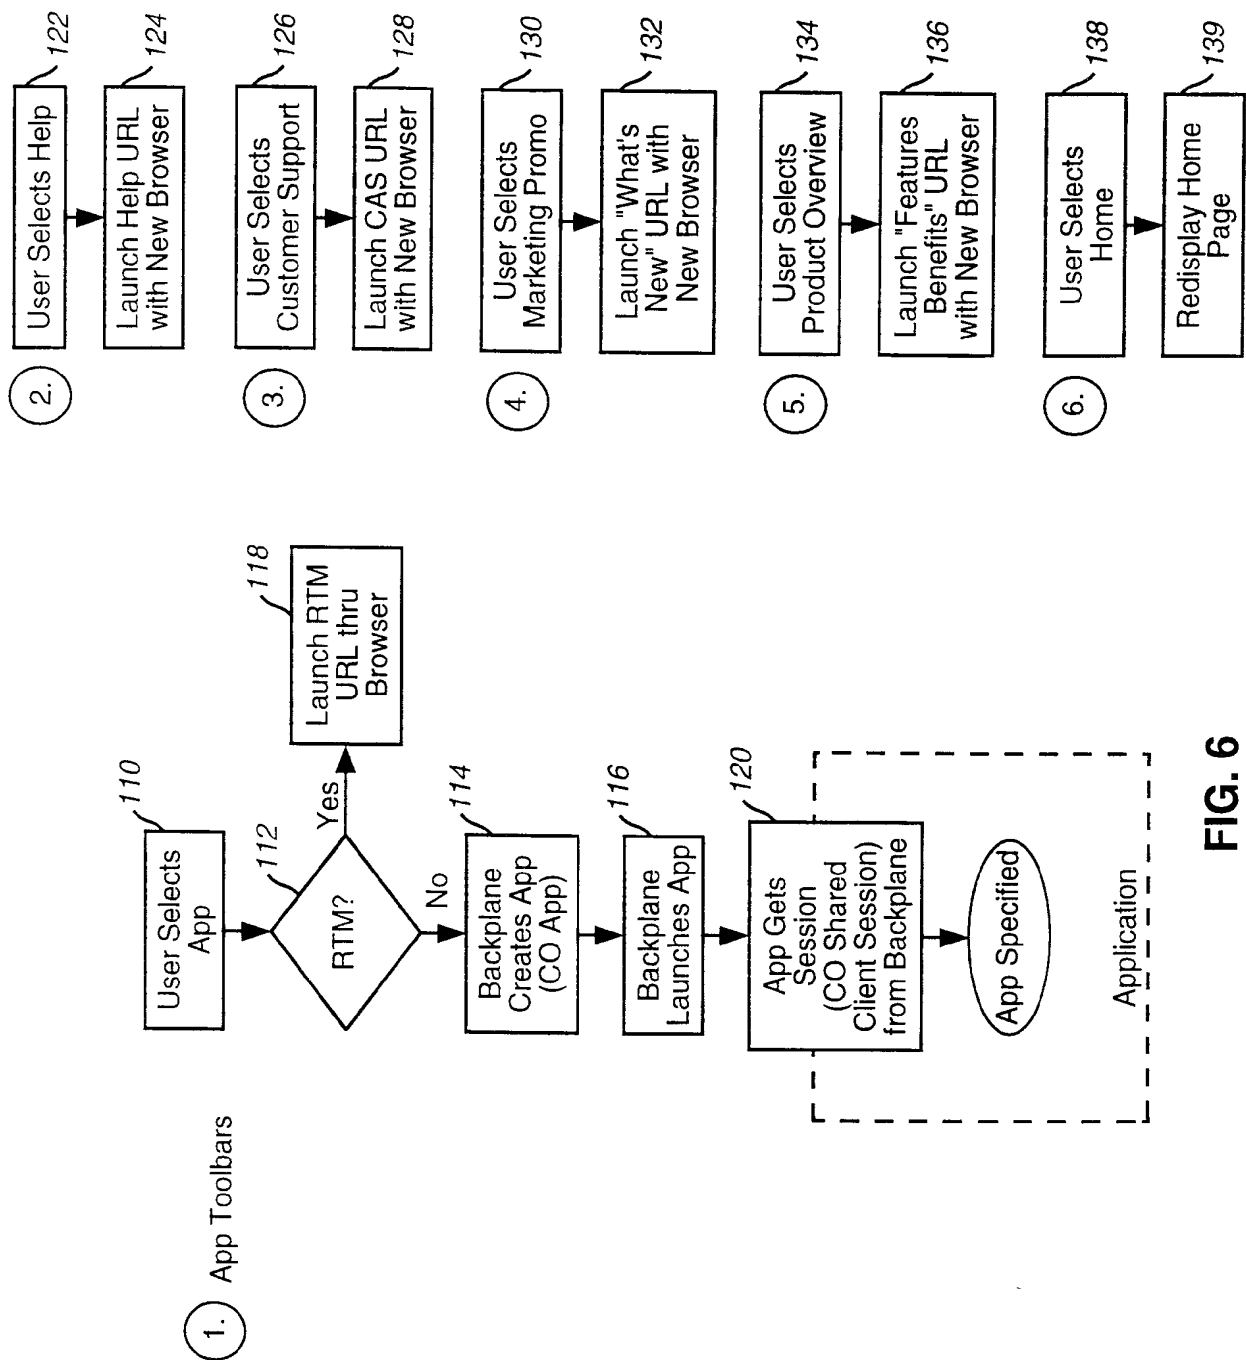 1.
App Toolbars
User Selects
App
110
RTM?
112
Yes
Launch RTM
URL thru
Browser
118
No
Backplane
Creates App
(CO App)
114
Backplane
Launches App
116
App Gets
Session
(CO Shared
Client Session)
from Backplane
120
App Specified
Application
2.
User Selects Help
122
Launch Help URL
with New Browser
124
3.
User Selects
Customer Support
126
Launch CAS URL
with New Browser
128
4.
User Selects
Marketing Promo
130
Launch "What's
New" URL with
New Browser
132
5.
User Selects
Product Overview
134
Launch "Features
Benefits" URL
with New Browser
136
6.
User Selects
Home
138
Redisplay Home
Page
139
FIG. 6